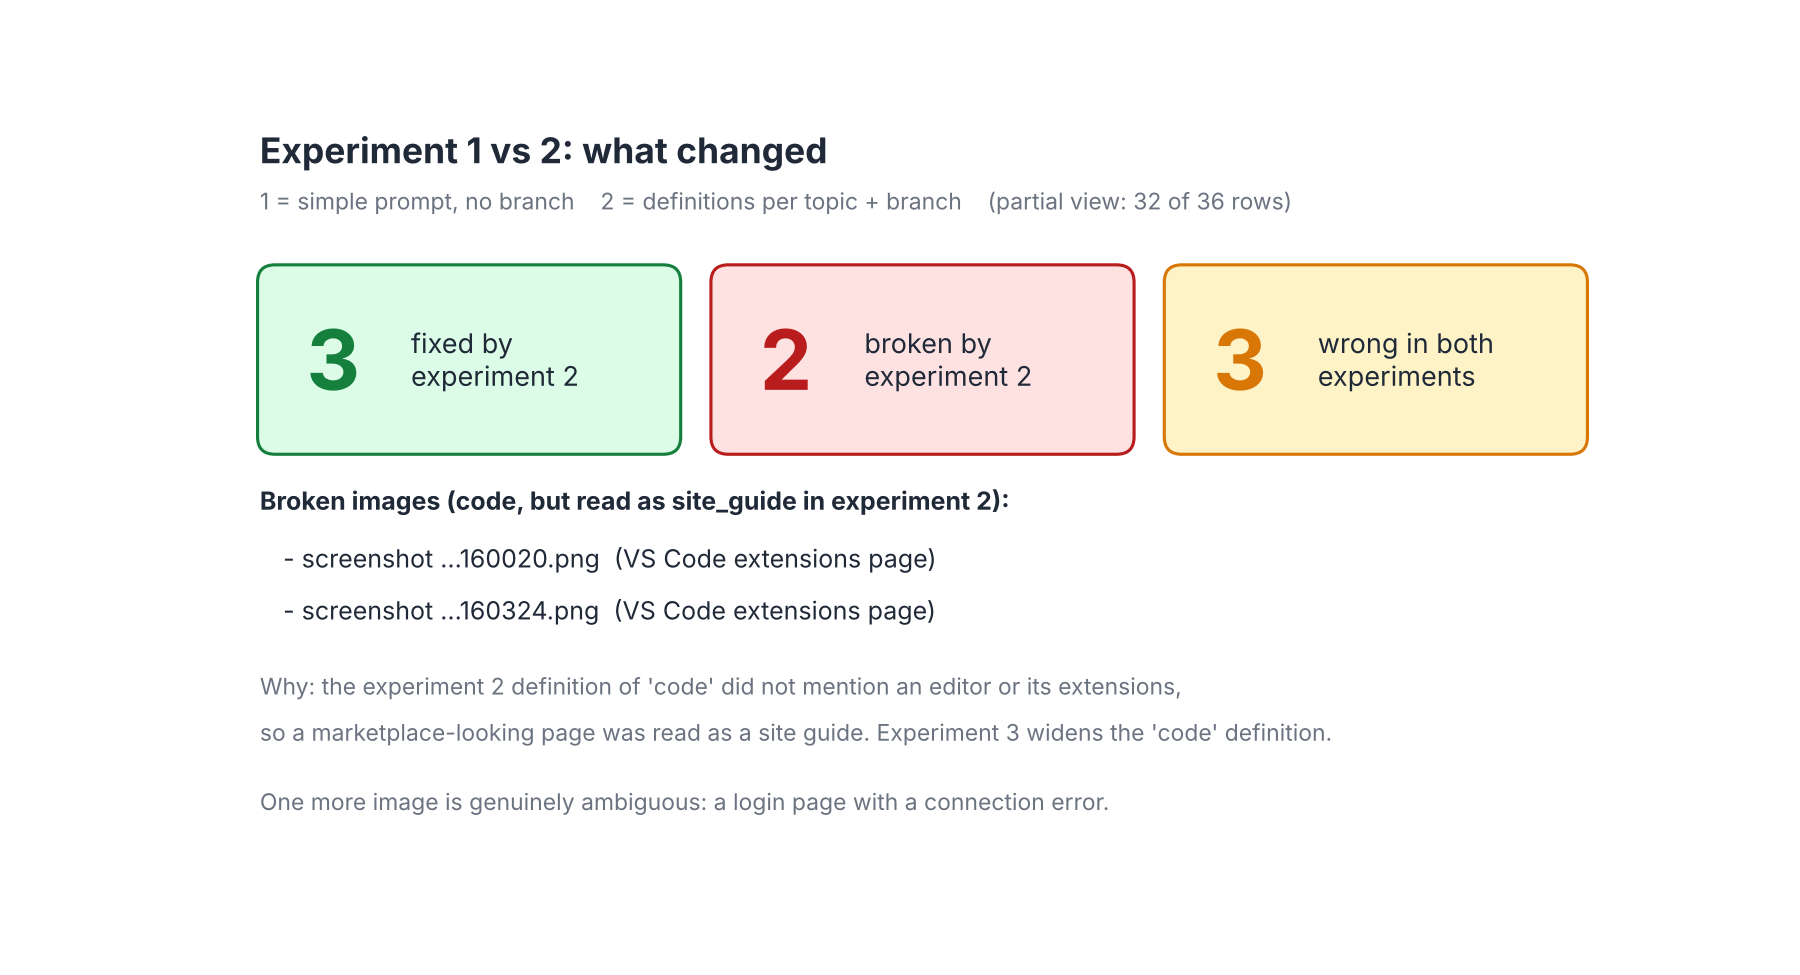 Experiment 1 vs 2: what changed
1 = simple prompt, no branch    2 = definitions per topic + branch    (partial view: 32 of 36 rows)
3
fixed by
experiment 2
2
broken by
experiment 2
3
wrong in both
experiments
Broken images (code, but read as site_guide in experiment 2):
- screenshot ...160020.png  (VS Code extensions page)
- screenshot ...160324.png  (VS Code extensions page)
Why: the experiment 2 definition of 'code' did not mention an editor or its extensions,
so a marketplace-looking page was read as a site guide. Experiment 3 widens the 'code' definition.
One more image is genuinely ambiguous: a login page with a connection error.